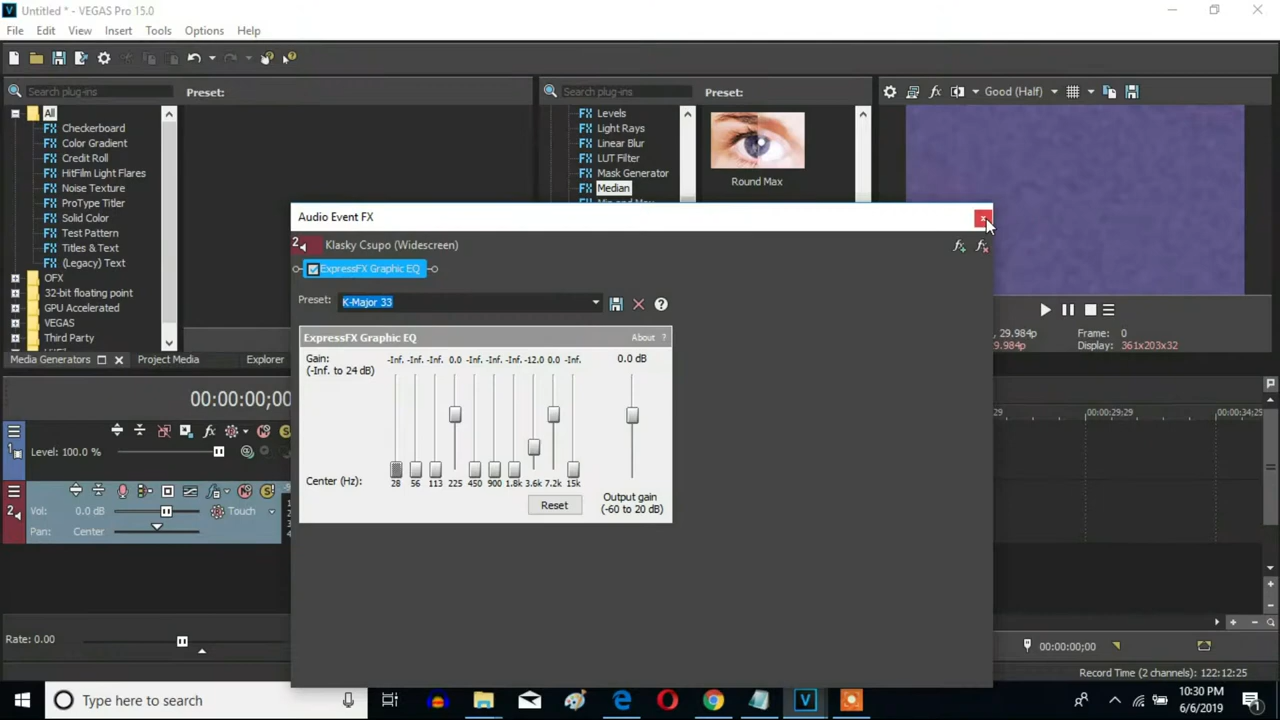 Untitled * - VEGAS Pro 15.0
File Edit View Insert Tools Options Help
Search plug-ins
Preset:
All
Checkerboard
Color Gradient
Credit Roll
HitFilm Light Flares
Noise Texture
ProType Titler
Solid Color
Test Pattern
Titles & Text
(Legacy) Text
OFX
32-bit floating point
GPU Accelerated
VEGAS
Third Party
Media Generators Project Media Explorer
Search plug-ins
Preset:
Levels
Light Rays
Linear Blur
LUT Filter
Mask Generator
Median
Round Max
Good (Half)
29.984p Frame: 0
29.984p Display: 361x203x32
Audio Event FX
2 Klasky Csupo (Widescreen)
ExpressFX Graphic EQ
Preset: K-Major 33
ExpressFX Graphic EQ About ?
Gain: -Inf. -Inf. -Inf. 0.0 -Inf. -Inf. -Inf. -12.0 0.0 -Inf. 0.0 dB
(-Inf. to 24 dB)
Center (Hz): 28 56 113 225 450 900 1.8k 3.6k 7.2k 15k
Reset
Output gain
(-60 to 20 dB)
00:00:00;00
00:00:29;29
1
Level: 100.0 %
2
Vol: 0.0 dB Touch
Pan: Center
Rate: 0.00
00:00:00;00
Record Time (2 channels): 122:12:25
Type here to search
10:30 PM
6/6/2019
1